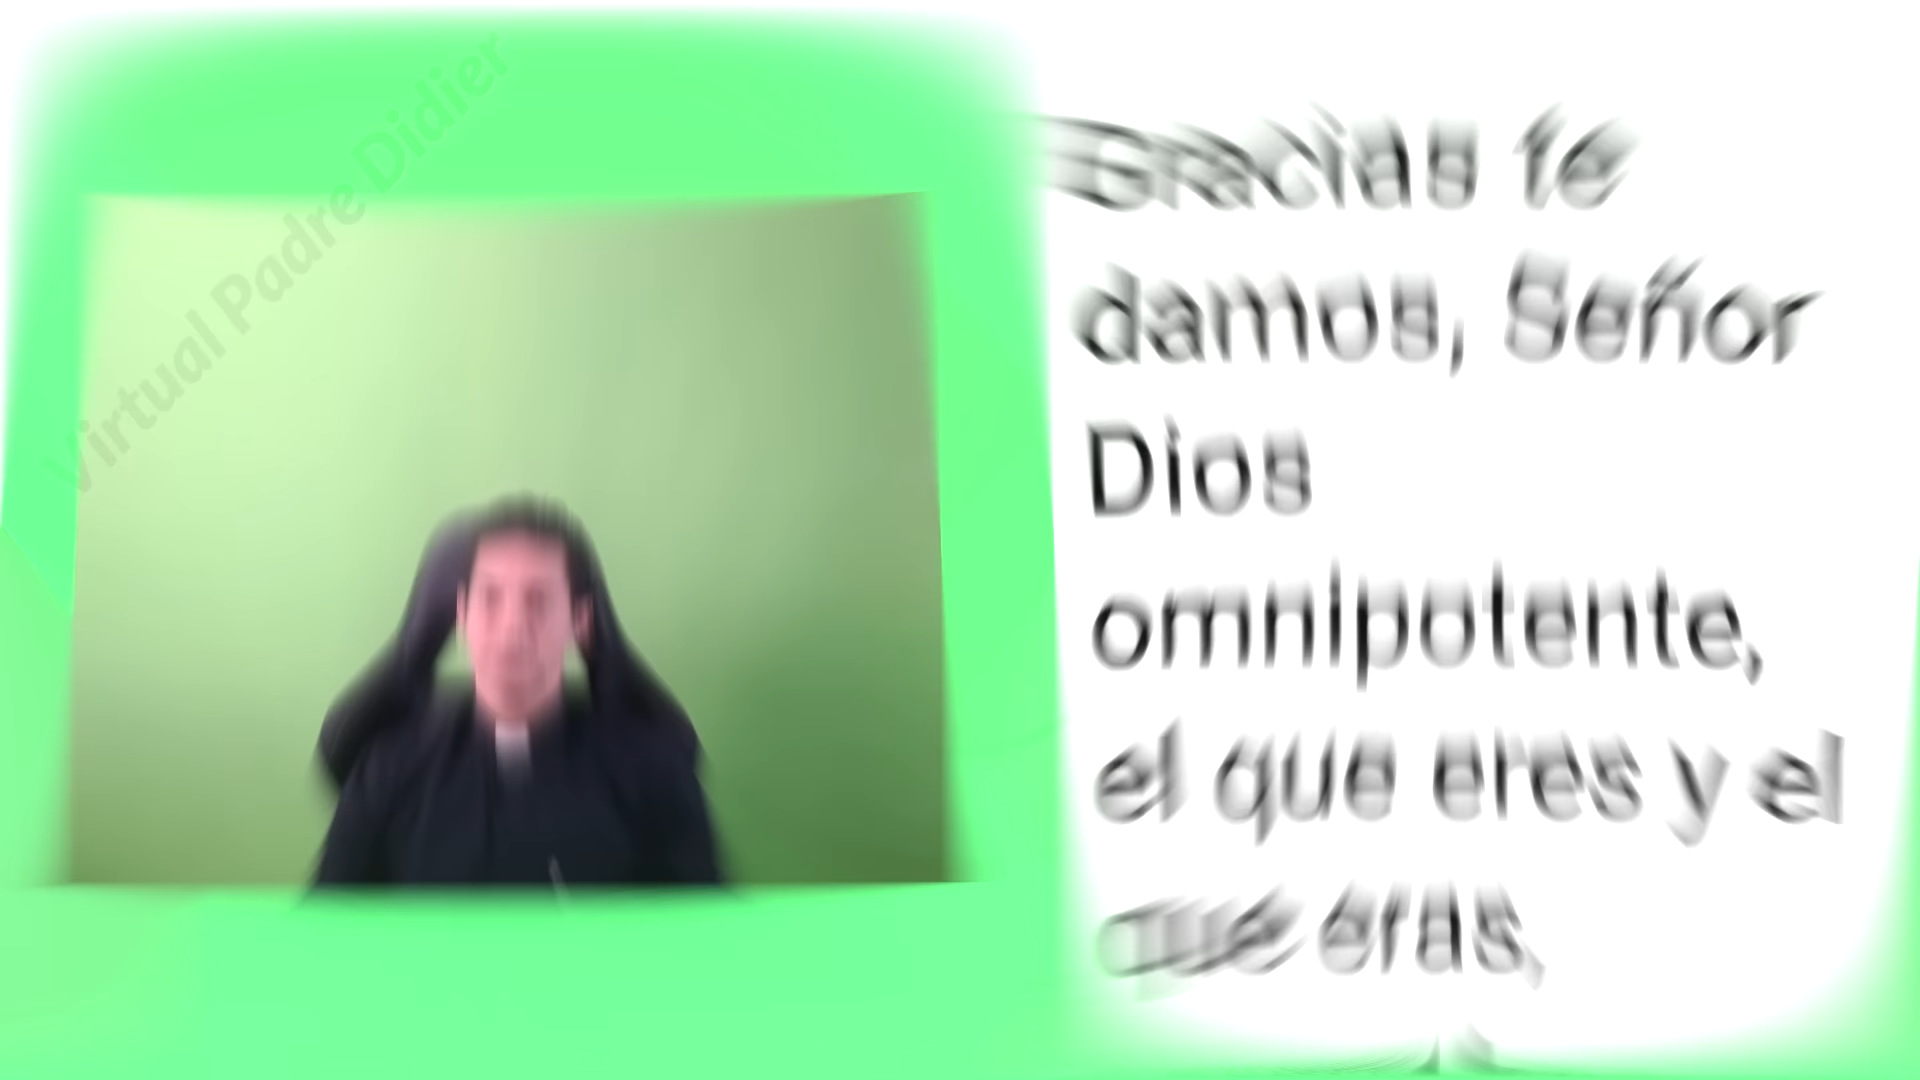 Virtual Padre Didier
Gracias te
damos, Señor
Dios
omnipotente,
el que eres y el
que eras,